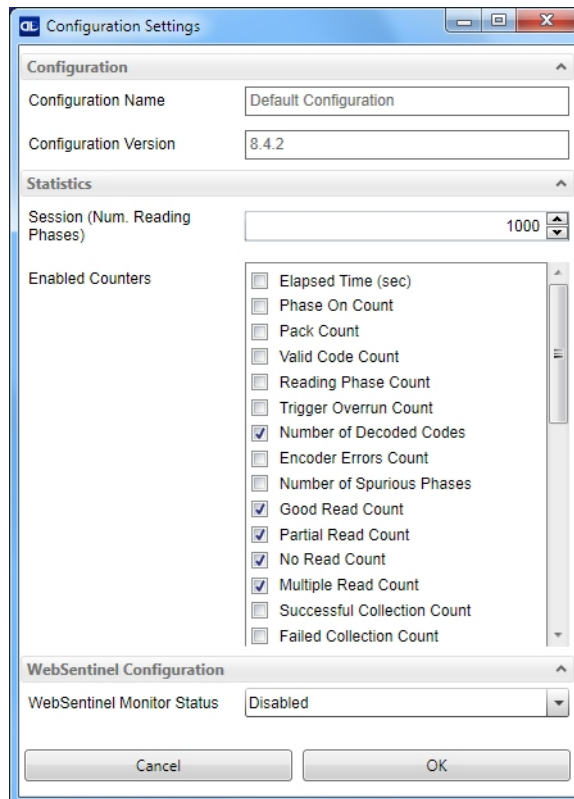 Configuration Settings
Configuration
Configuration Name
Default Configuration
Configuration Version
8.4.2
Statistics
Session (Num. Reading
Phases)
1000
Enabled Counters
Elapsed Time (sec)
Phase On Count
Pack Count
Valid Code Count
Reading Phase Count
Trigger Overrun Count
Number of Decoded Codes
Encoder Errors Count
Number of Spurious Phases
Good Read Count
Partial Read Count
No Read Count
Multiple Read Count
Successful Collection Count
Failed Collection Count
WebSentinel Configuration
WebSentinel Monitor Status
Disabled
Cancel
OK